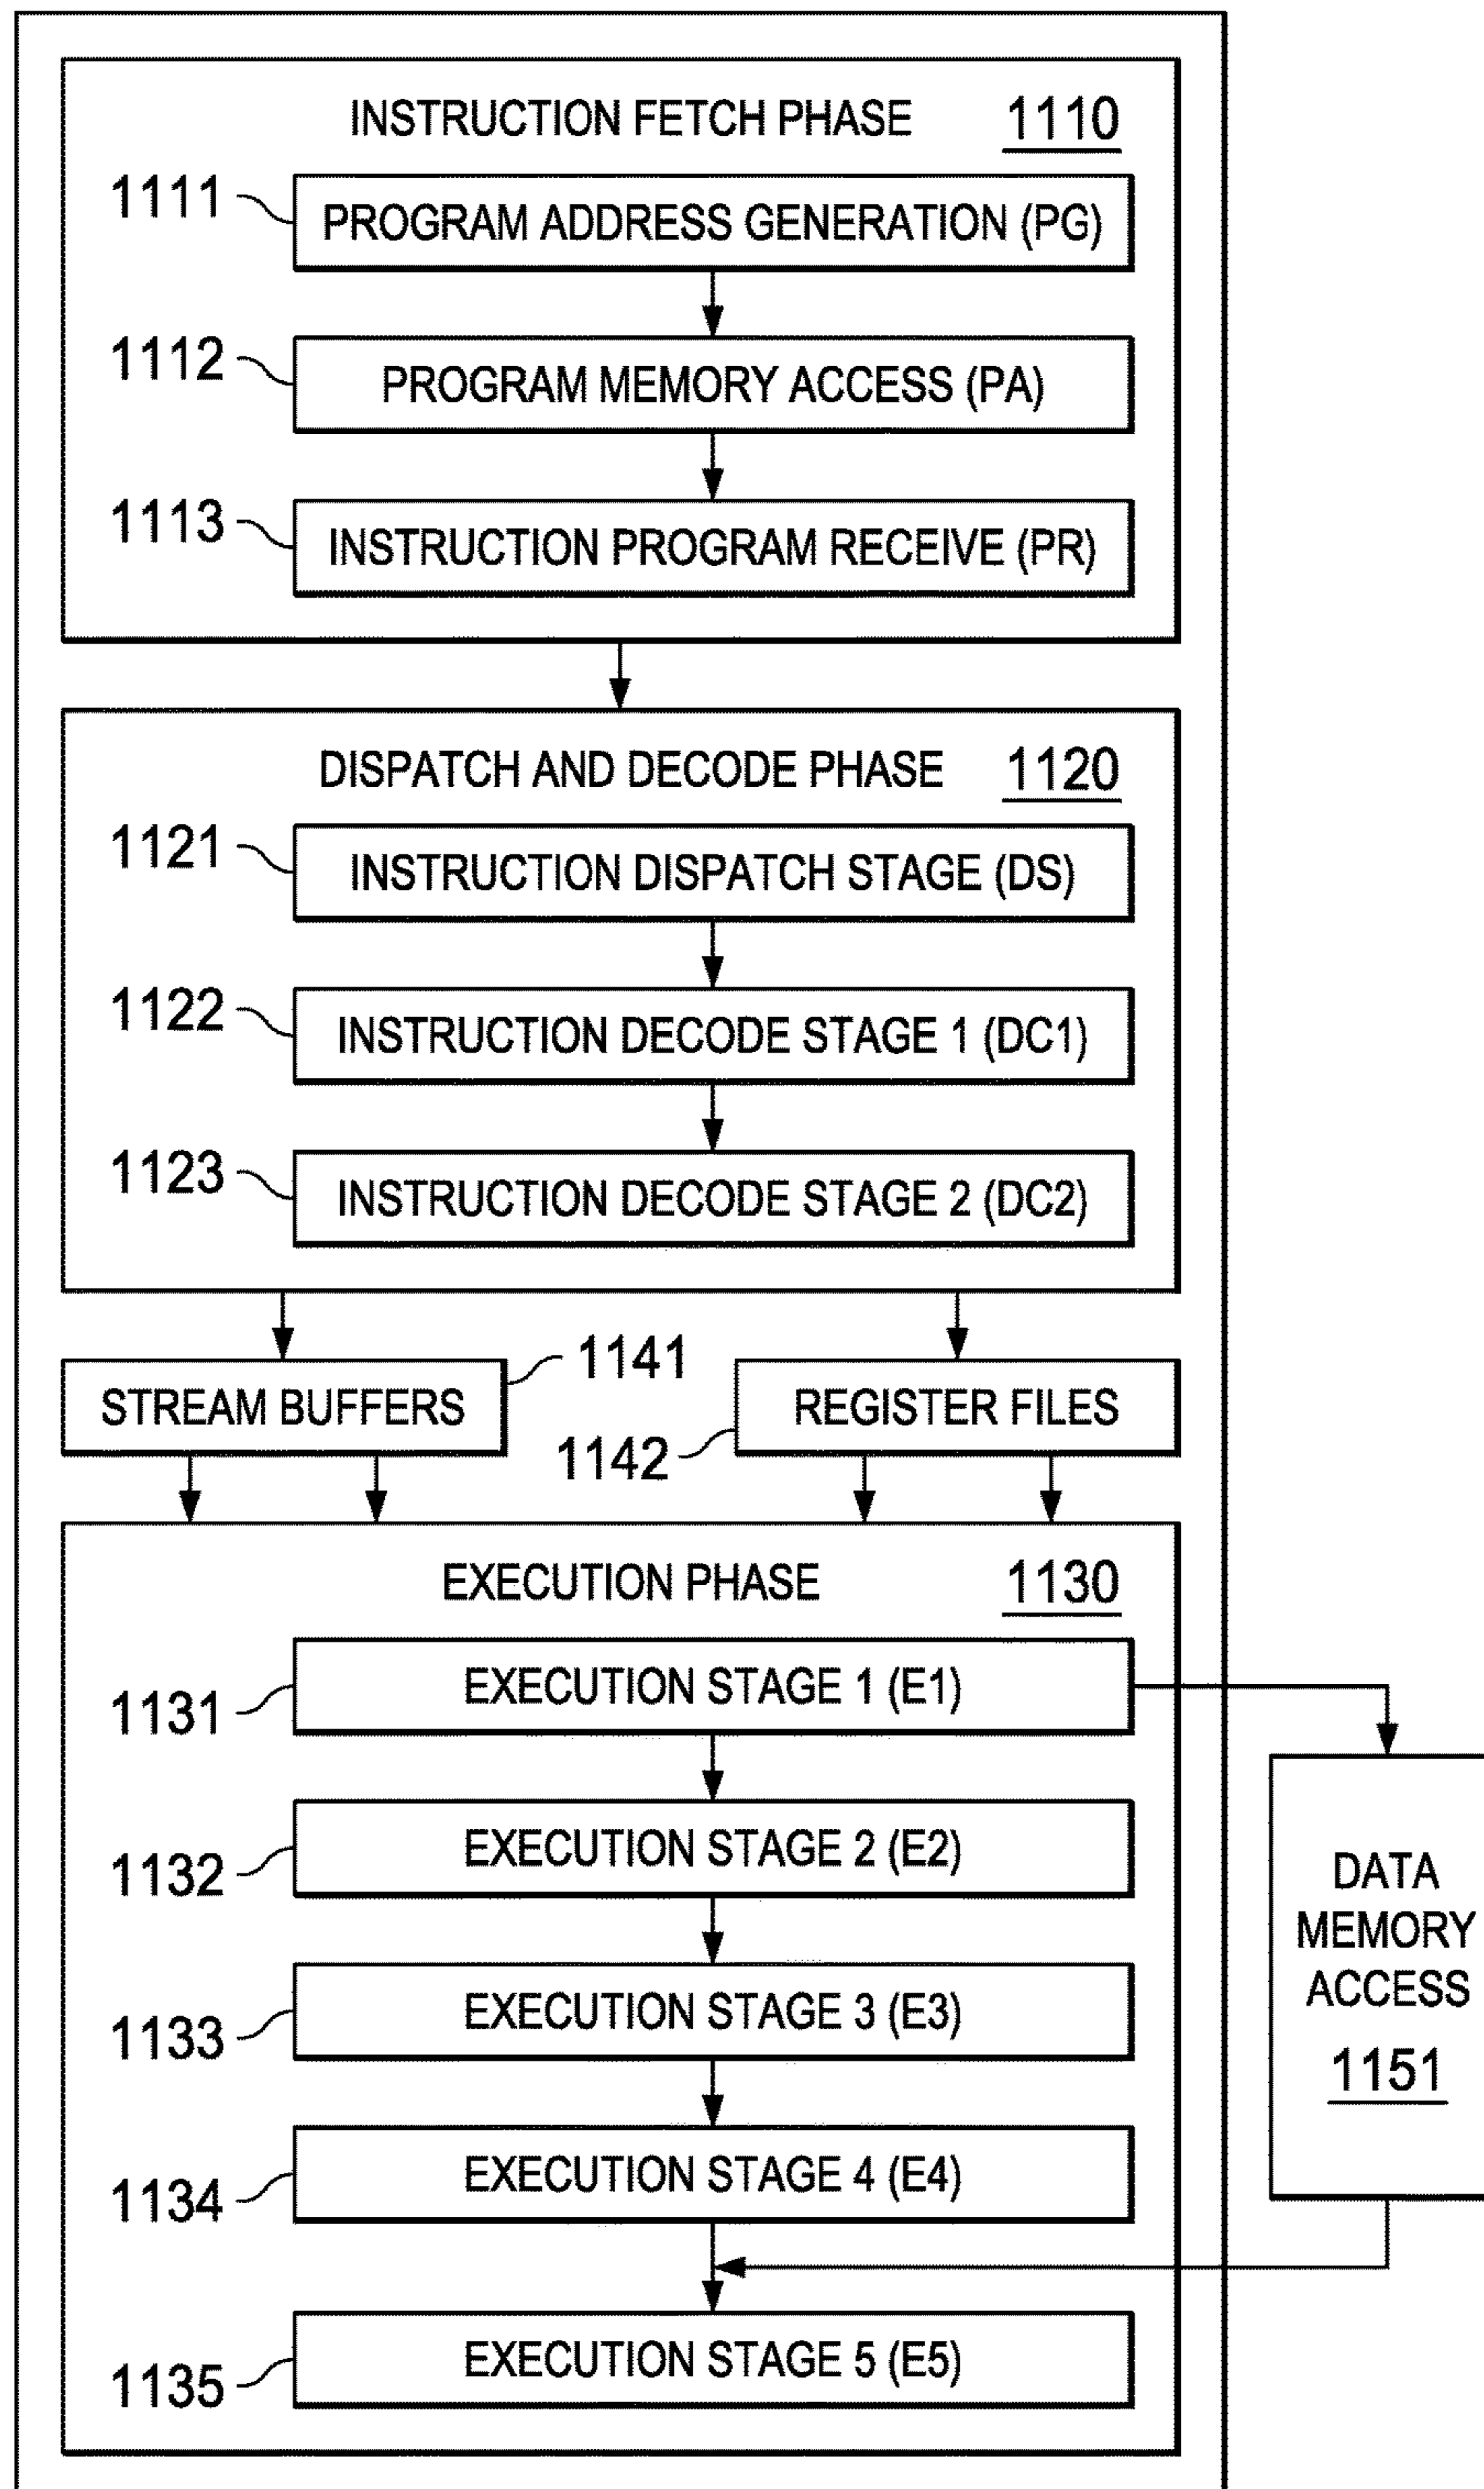 INSTRUCTION FETCH PHASE 1110
1111 PROGRAM ADDRESS GENERATION (PG)
1112 PROGRAM MEMORY ACCESS (PA)
1113 INSTRUCTION PROGRAM RECEIVE (PR)
DISPATCH AND DECODE PHASE 1120
1121 INSTRUCTION DISPATCH STAGE (DS)
1122 INSTRUCTION DECODE STAGE 1 (DC1)
1123 INSTRUCTION DECODE STAGE 2 (DC2)
STREAM BUFFERS 1141
1142 REGISTER FILES
EXECUTION PHASE 1130
1131 EXECUTION STAGE 1 (E1)
1132 EXECUTION STAGE 2 (E2)
1133 EXECUTION STAGE 3 (E3)
1134 EXECUTION STAGE 4 (E4)
1135 EXECUTION STAGE 5 (E5)
DATA
MEMORY
ACCESS
1151